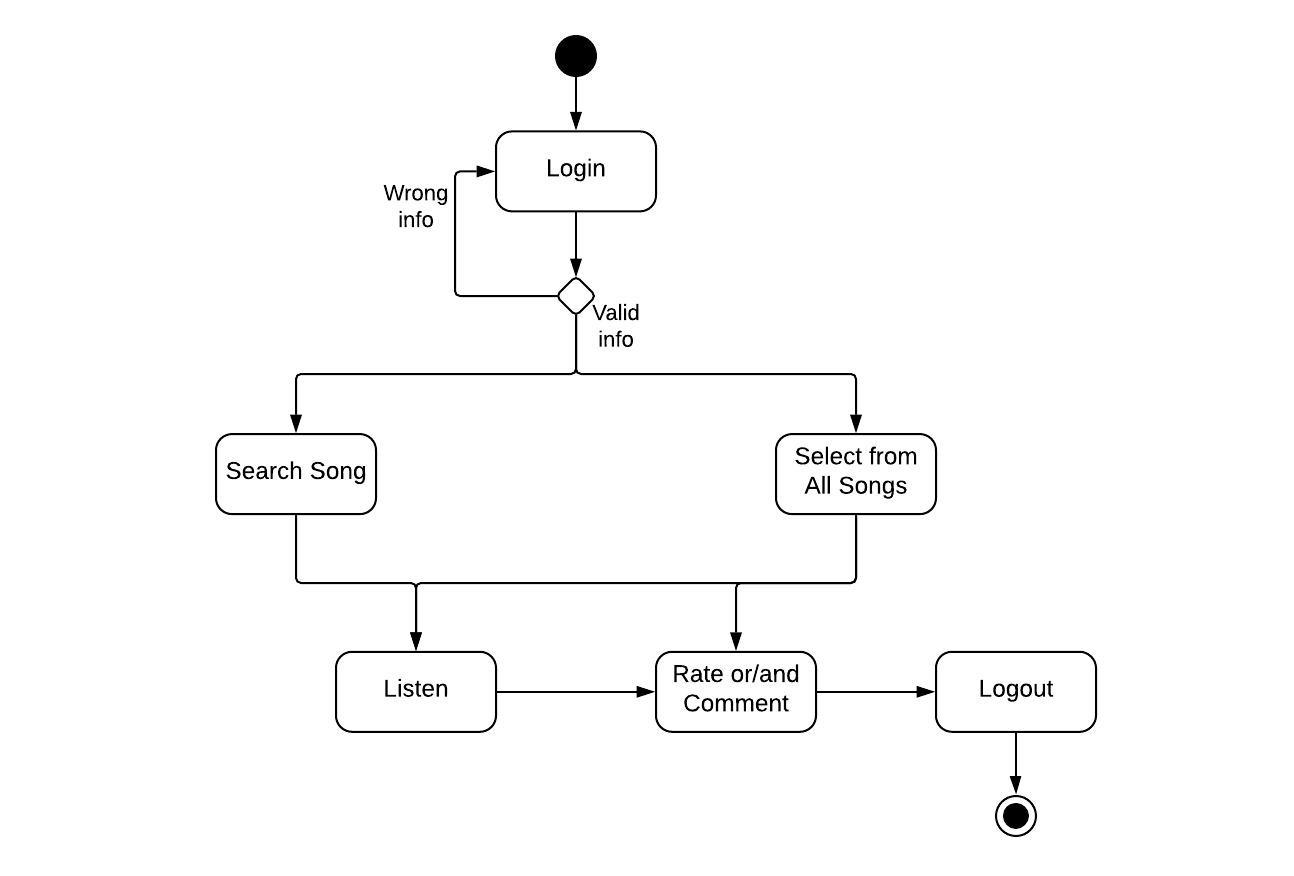 Login
Wrong
info
Valid
info
Search Song
Select from
All Songs
Listen
Rate or/and
Comment
Logout